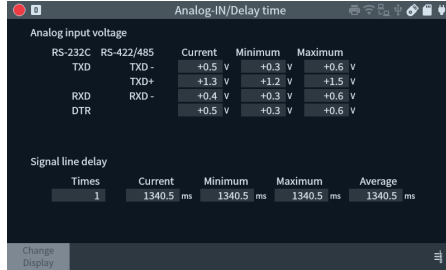 0 Analog-IN/Delay time
Analog input voltage
RS-232C RS-422/485 Current Minimum Maximum
TXD TXD - +0.5 V +0.3 V +0.6 V
TXD+ +1.3 V +1.2 V +1.5 V
RXD RXD - +0.4 V +0.3 V +0.6 V
DTR +0.5 V +0.3 V +0.6 V
Signal line delay
Times Current Minimum Maximum Average
1 1340.5 ms 1340.5 ms 1340.5 ms 1340.5 ms
Change
Display